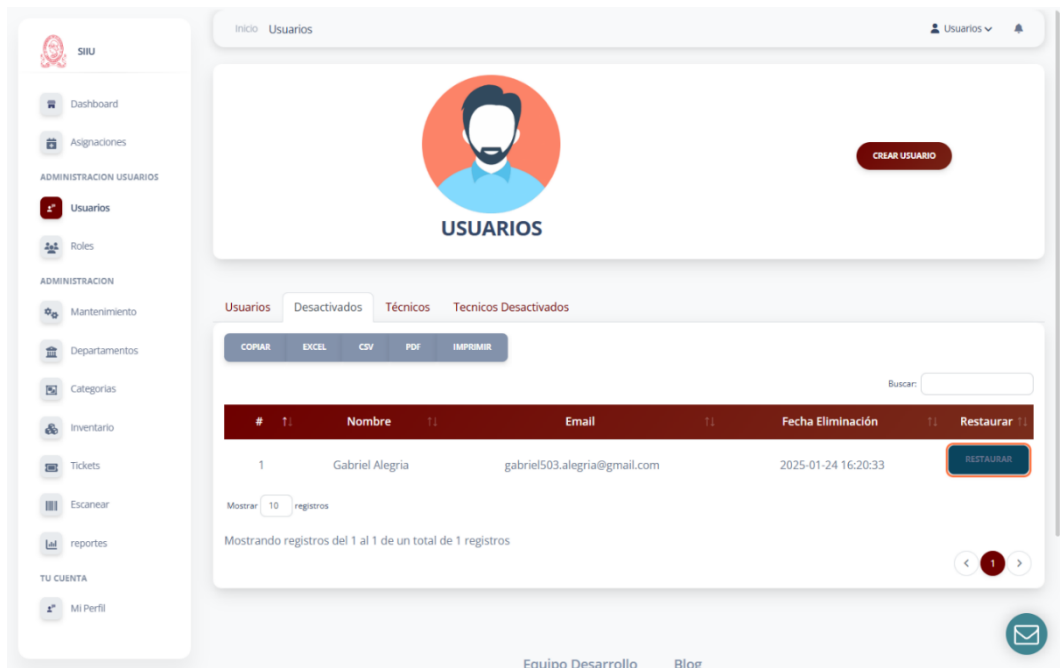 SIIU
Dashboard
Asignaciones
ADMINISTRACION USUARIOS
Usuarios
Roles
ADMINISTRACION
Mantenimiento
Departamentos
Categorias
Inventario
Tickets
Escanear
reportes
TU CUENTA
Mi Perfil
Inicio Usuarios
Usuarios
USUARIOS
CREAR USUARIO
Usuarios Desactivados Técnicos Tecnicos Desactivados
COPIAR EXCEL CSV PDF IMPRIMIR
Buscar:
# Nombre Email Fecha Eliminación Restaurar
1 Gabriel Alegria gabriel503.alegria@gmail.com 2025-01-24 16:20:33 RESTAURAR
Mostrar 10 registros
Mostrando registros del 1 al 1 de un total de 1 registros
1
Equipo Desarrollo Blog